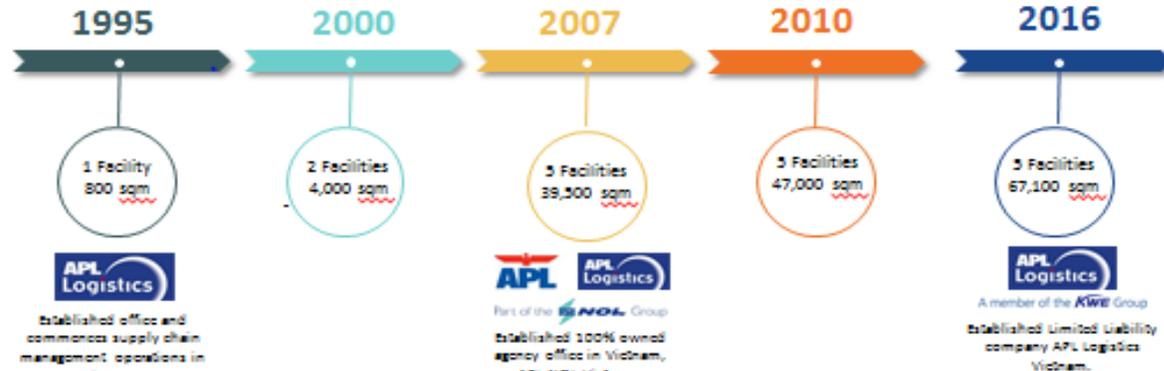 1995
2000
2007
2010
2016
1 Facility
800 sqm
2 Facilities
4,000 sqm
3 Facilities
39,300 sqm
3 Facilities
47,000 sqm
3 Facilities
67,100 sqm
APL
Logistics
Established office and
commences supply chain
management operations in
APL
APL
Logistics
Part of the NOL Group
Established 100% owned
agency office in Vietnam,
APL
Logistics
A member of the KWE Group
Established Limited Liability
company APL Logistics
Vietnam.